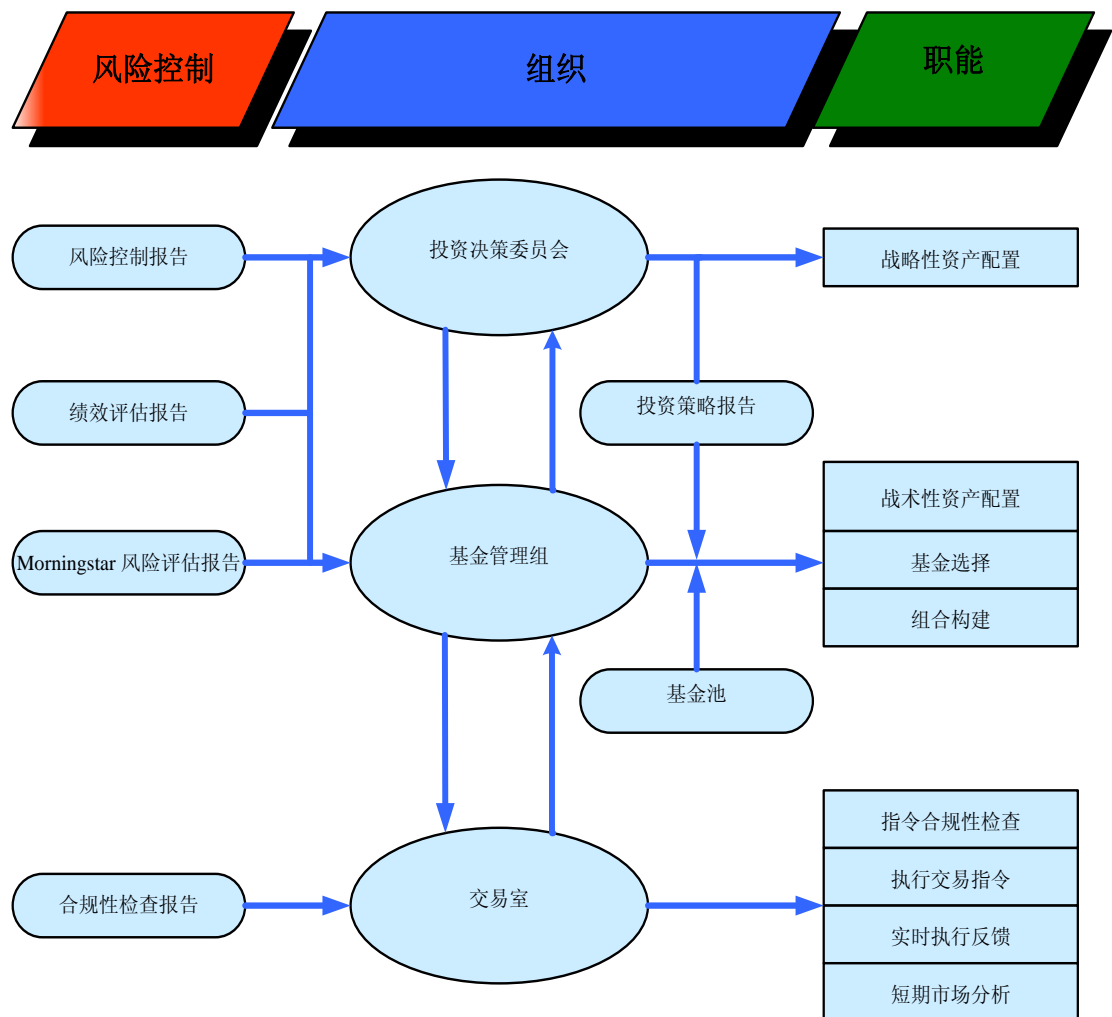 风险控制
组织
职能
风险控制报告
投资决策委员会
战略性资产配置
绩效评估报告
投资策略报告
战术性资产配置
Morningstar 风险评估报告
基金管理组
基金选择
组合构建
基金池
指令合规性检查
执行交易指令
合规性检查报告
交易室
实时执行反馈
短期市场分析